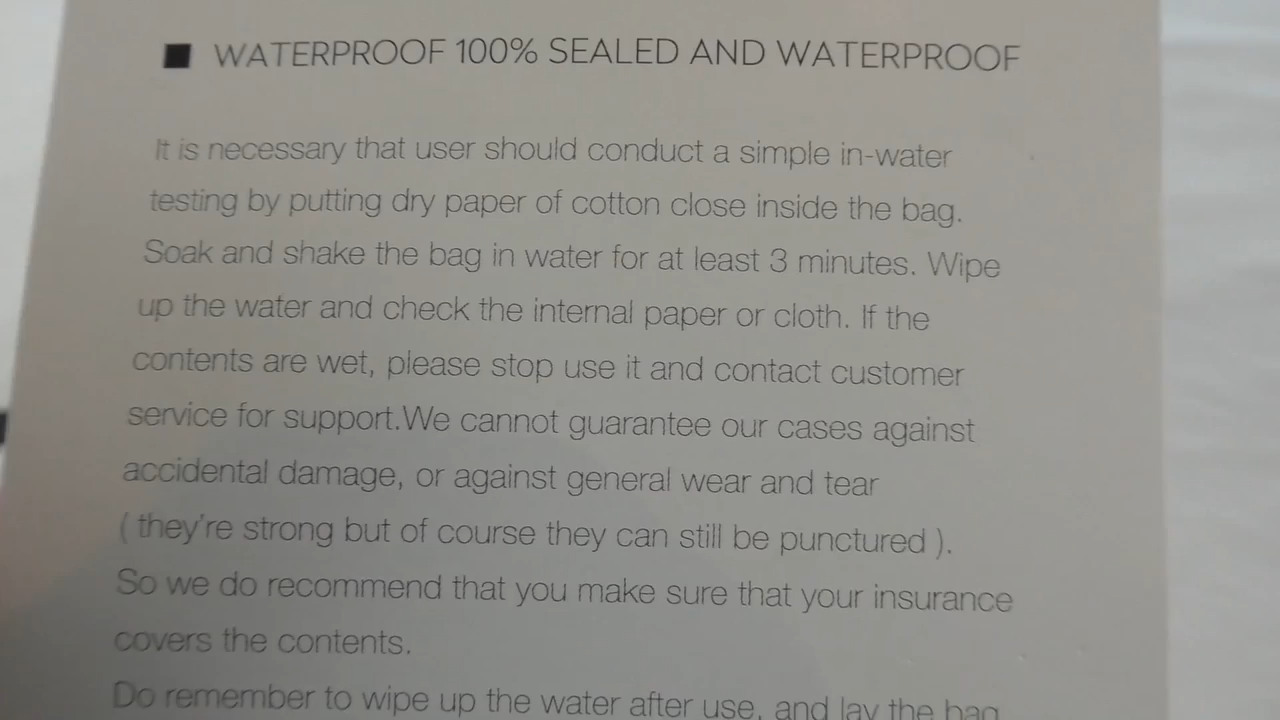 ■ WATERPROOF 100% SEALED AND WATERPROOF
It is necessary that user should conduct a simple in-water
testing by putting dry paper of cotton close inside the bag.
Soak and shake the bag in water for at least 3 minutes. Wipe
up the water and check the internal paper or cloth. If the
contents are wet, please stop use it and contact customer
service for support.We cannot guarantee our cases against
accidental damage, or against general wear and tear
( they're strong but of course they can still be punctured ).
So we do recommend that you make sure that your insurance
covers the contents.
Do remember to wipe up the water after use, and lay the bag